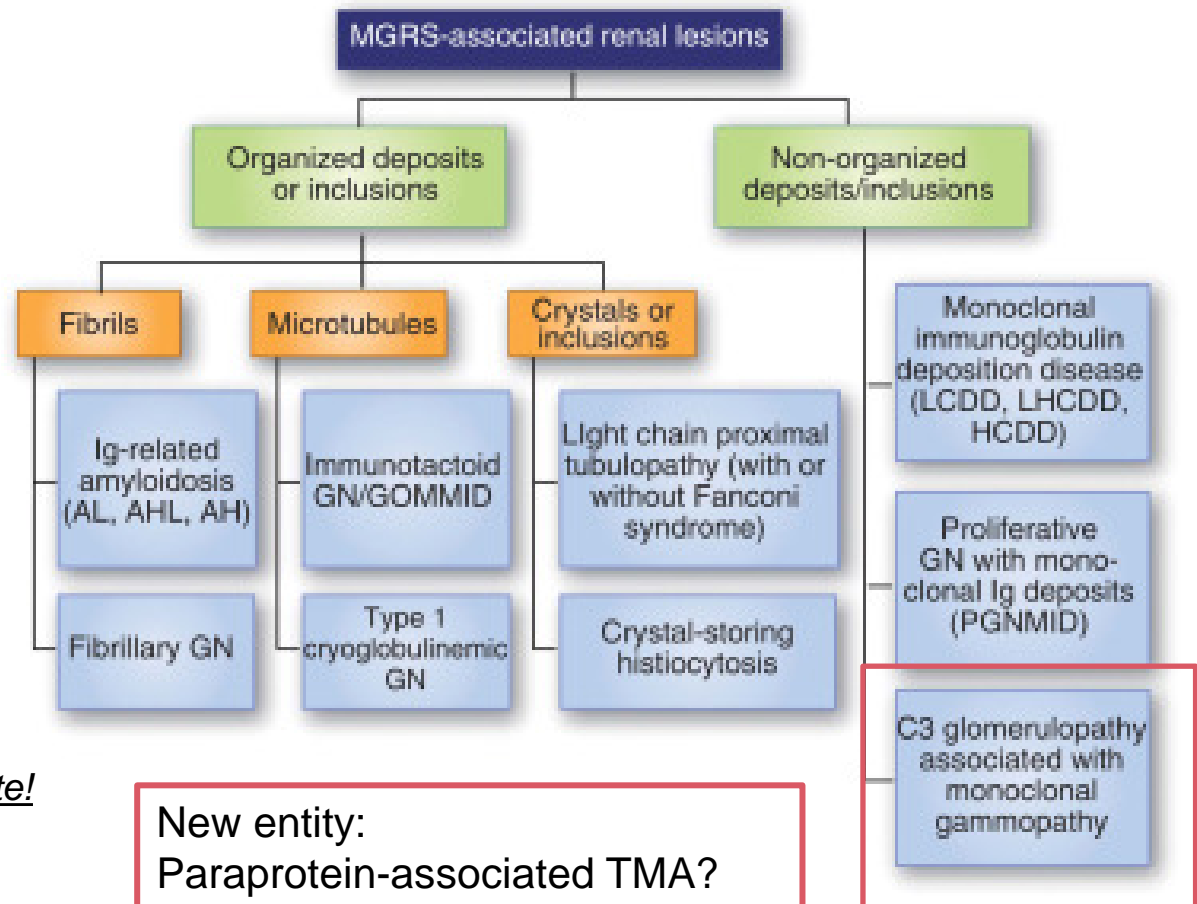 MGRS-associated renal lesions
Organized deposits
or inclusions
Non-organized
deposits/inclusions
Fibrils
Microtubules
Crystals or
inclusions
Ig-related
amyloidosis
(AL, AHL, AH)
Fibrillary GN
Immunotactoid
GN/GOMMID
Type 1
cryoglobulinemic
GN
LIght chain proximal
tubulopathy (with or
without Fanconi
syndrome)
Crystal-storing
histiocytosis
Monoclonal
immunoglobulin
deposition disease
(LCDD, LHCDD,
HCDD)
Proliferative
GN with mono-
clonal Ig deposits
(PGNMID)
C3 glomerulopathy
associated with
monoclonal
gammopathy
te!
New entity:
Paraprotein-associated TMA?